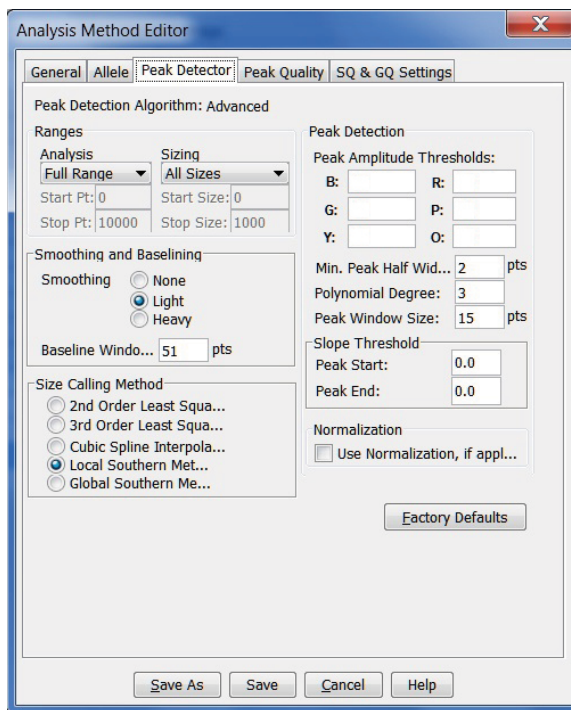 Analysis Method Editor
General Allele Peak Detector Peak Quality SQ & GQ Settings
Peak Detection Algorithm: Advanced
Ranges
Analysis Sizing
Full Range All Sizes
Start Pt: 0 Start Size: 0
Stop Pt: 10000 Stop Size: 1000
Smoothing and Baselining
Smoothing None
Light
Heavy
Baseline Windo... 51 pts
Size Calling Method
2nd Order Least Squa...
3rd Order Least Squa...
Cubic Spline Interpola...
Local Southern Met...
Global Southern Me...
Peak Detection
Peak Amplitude Thresholds:
B: R:
G: P:
Y: O:
Min. Peak Half Wid... 2 pts
Polynomial Degree: 3
Peak Window Size: 15 pts
Slope Threshold
Peak Start: 0.0
Peak End: 0.0
Normalization
Use Normalization, if appl...
Factory Defaults
Save As Save Cancel Help